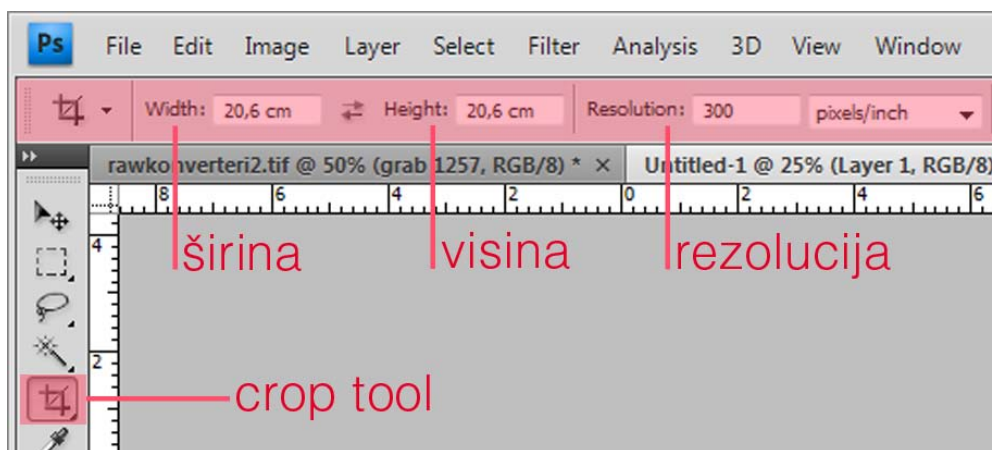 Ps File Edit Image Layer Select Filter Analysis 3D View Window
Width: 20,6 cm Height: 20,6 cm Resolution: 300 pixels/inch
rawkonverteri2.tif @ 50% (grab 1257, RGB/8) * × Untitled-1 @ 25% (Layer 1, RGB/8)
8 6 4 2 0 2 4 6
4
širina visina rezolucija
2
crop tool